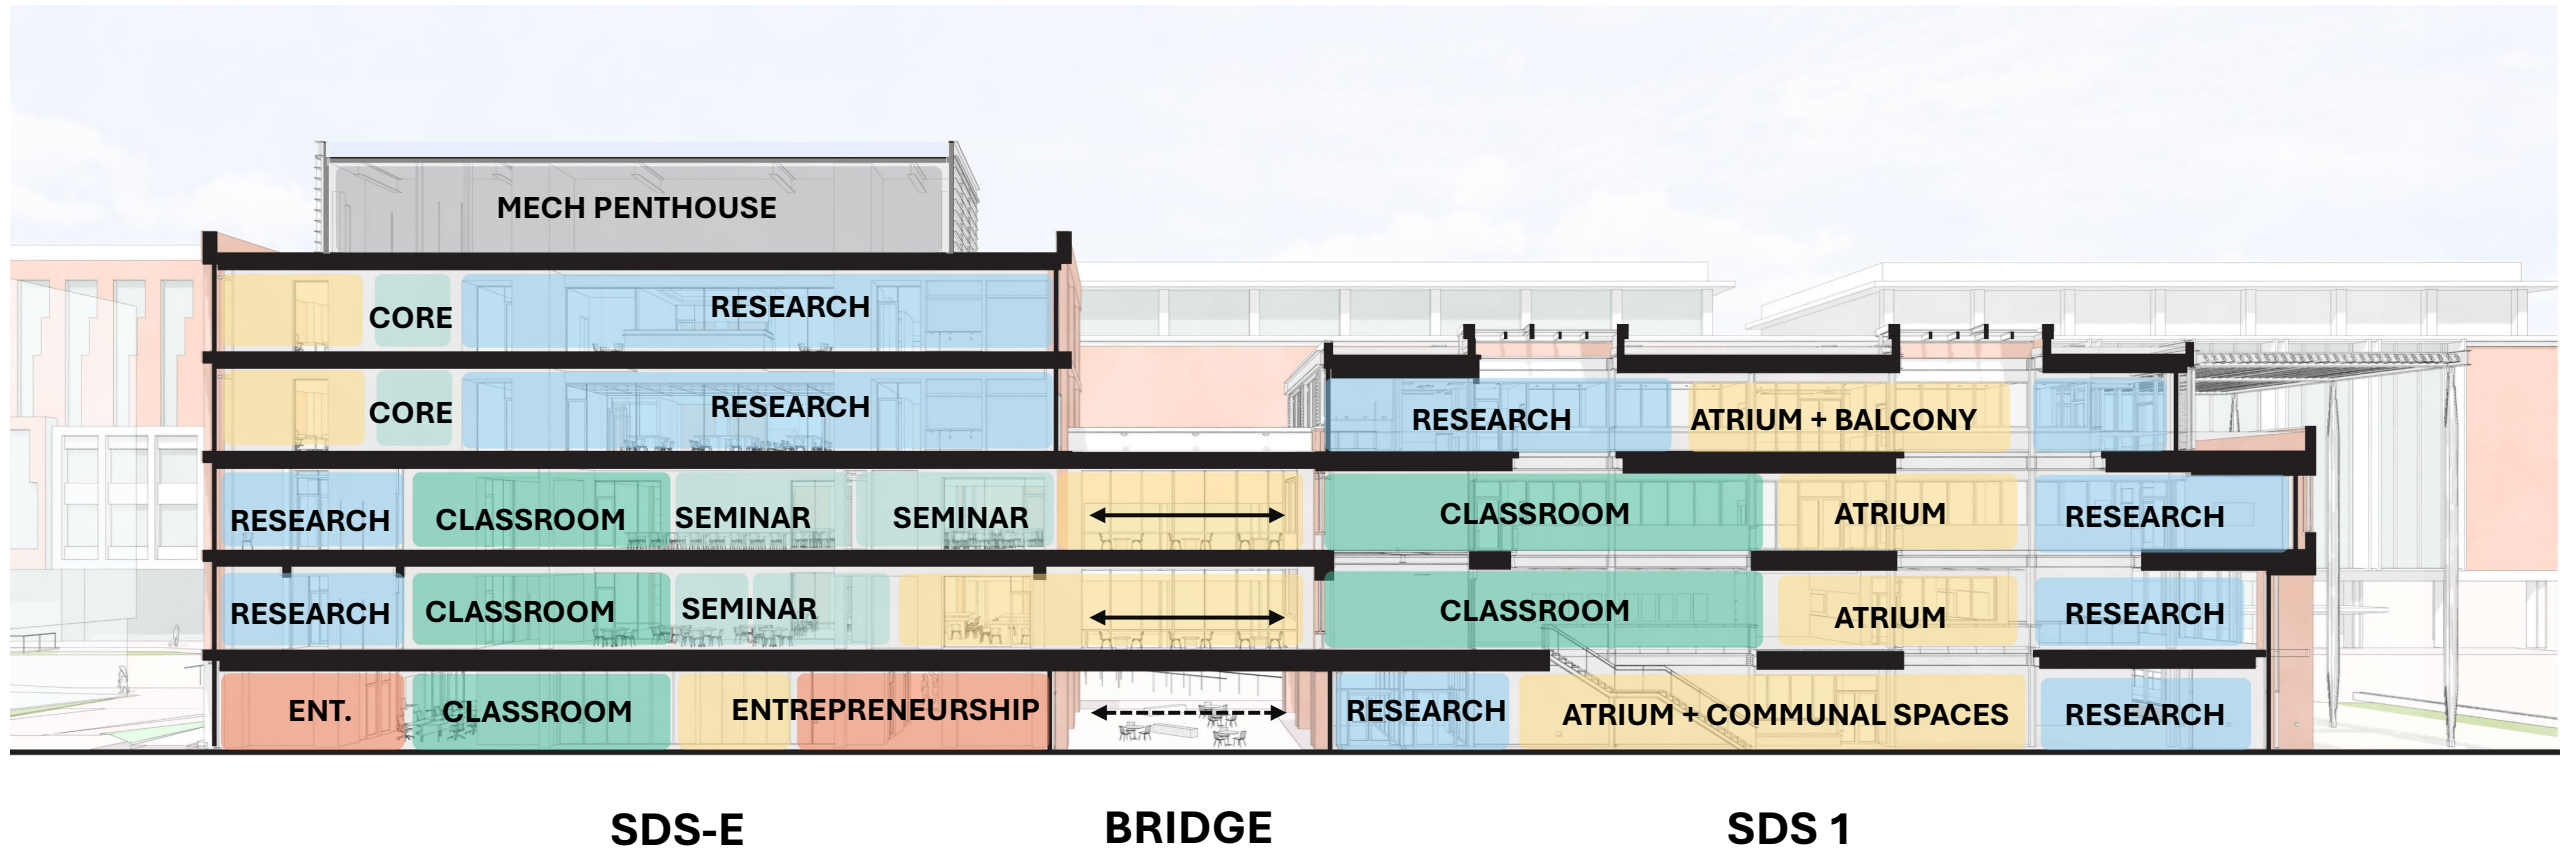 MECH PENTHOUSE
CORE
RESEARCH
CORE
RESEARCH
RESEARCH
ATRIUM + BALCONY
RESEARCH
CLASSROOM
SEMINAR
SEMINAR
CLASSROOM
ATRIUM
RESEARCH
RESEARCH
CLASSROOM
SEMINAR
CLASSROOM
ATRIUM
RESEARCH
ENT.
CLASSROOM
ENTREPRENEURSHIP
RESEARCH
ATRIUM + COMMUNAL SPACES
RESEARCH
SDS-E
BRIDGE
SDS 1